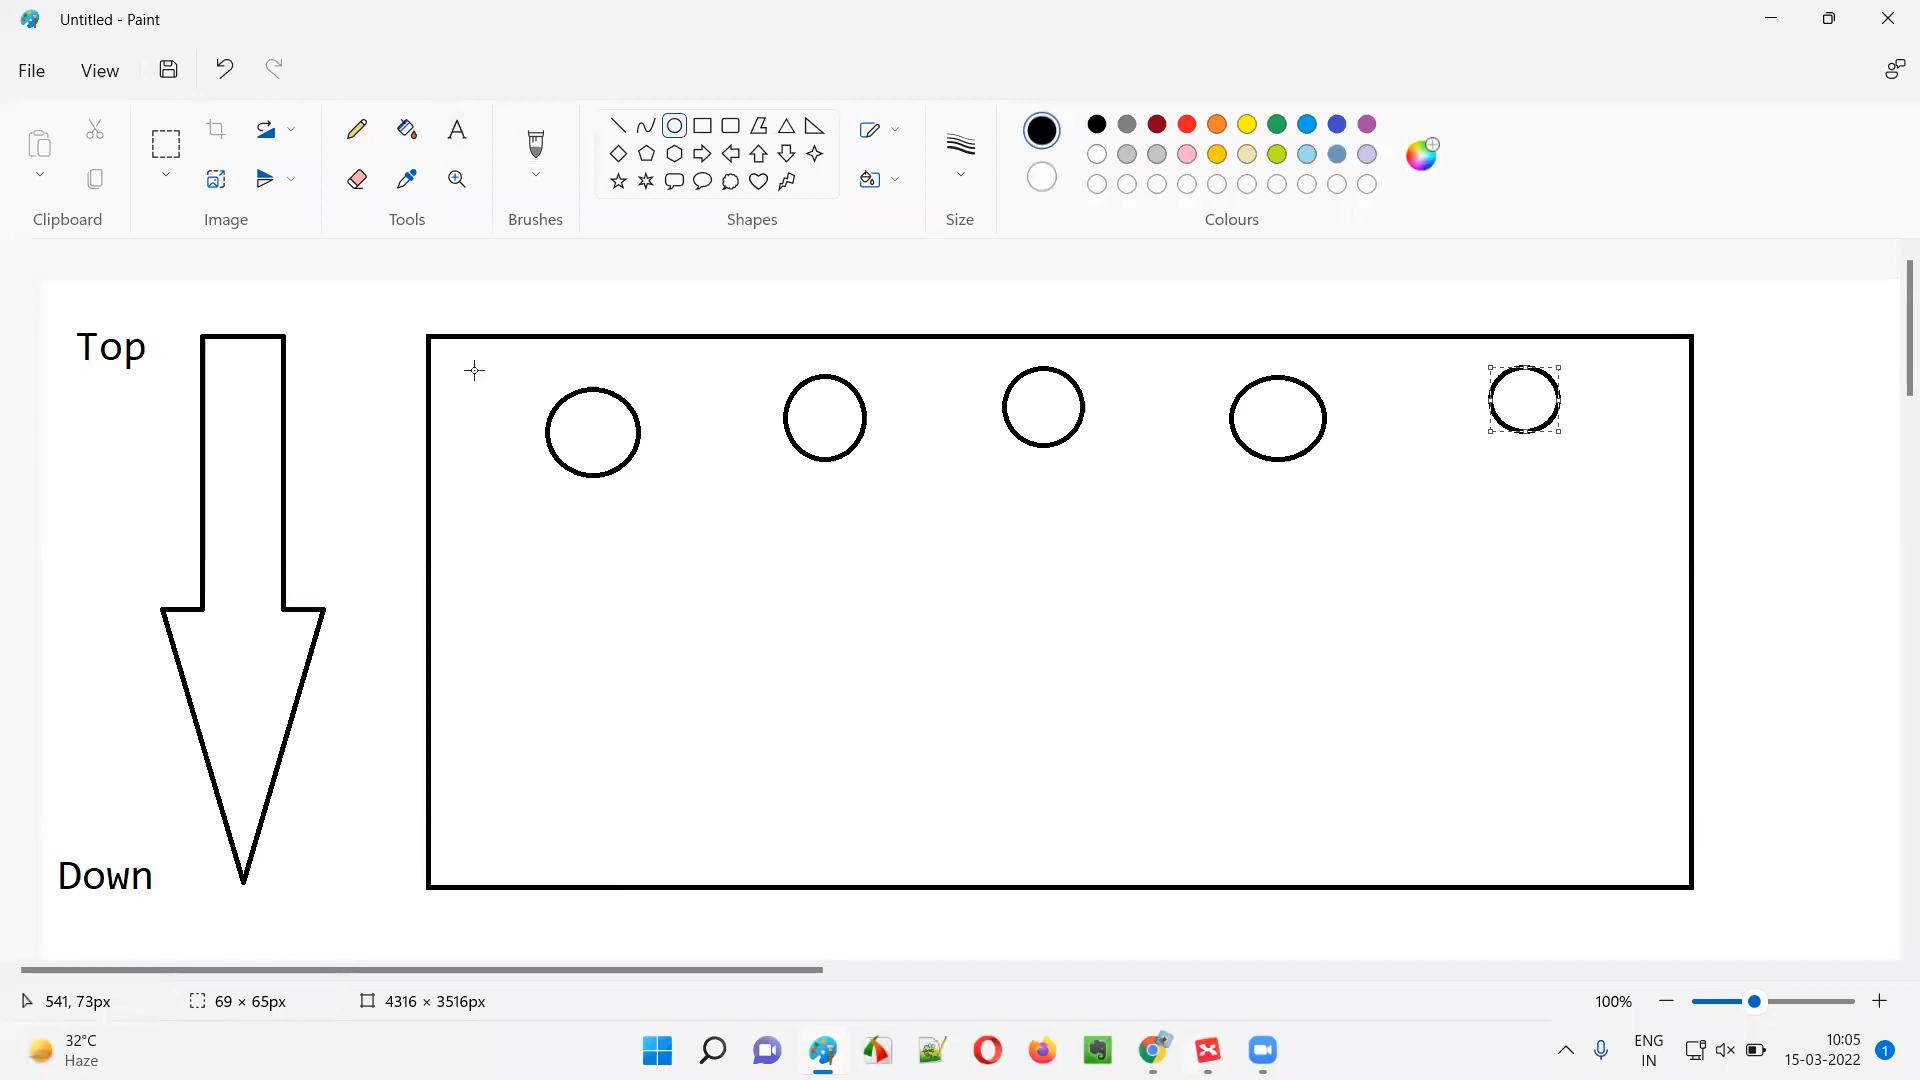 Untitled - Paint
File View
Clipboard Image Tools Brushes Shapes Size Colours
Top
Down
541, 73px 69 × 65px 4316 × 3516px 100%
32°C
Haze
ENG
IN
10:05
15-03-2022
1